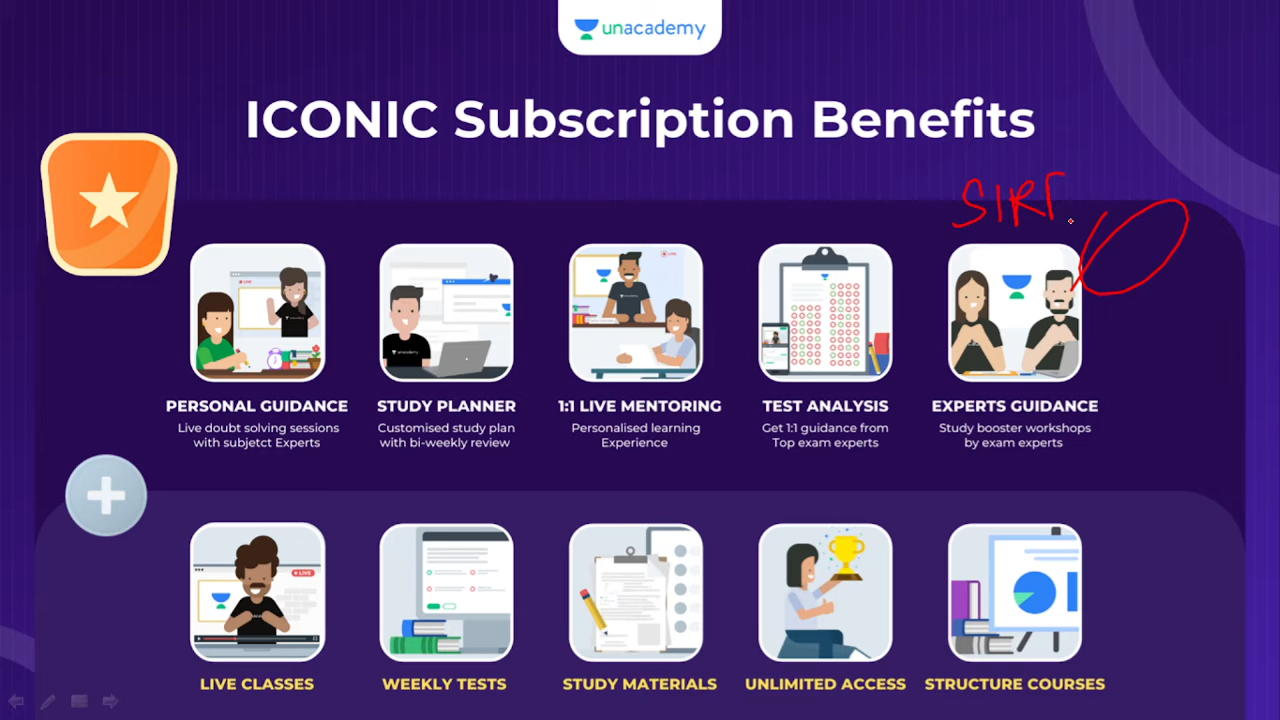 unacademy
ICONIC Subscription Benefits
SIRF
PERSONAL GUIDANCE
Live doubt solving sessions
with subjetct Experts
STUDY PLANNER
Customised study plan
with bi-weekly review
1:1 LIVE MENTORING
Personalised learning
Experience
TEST ANALYSIS
Get 1:1 guidance from
Top exam experts
EXPERTS GUIDANCE
Study booster workshops
by exam experts
LIVE CLASSES
WEEKLY TESTS
STUDY MATERIALS
UNLIMITED ACCESS
STRUCTURE COURSES